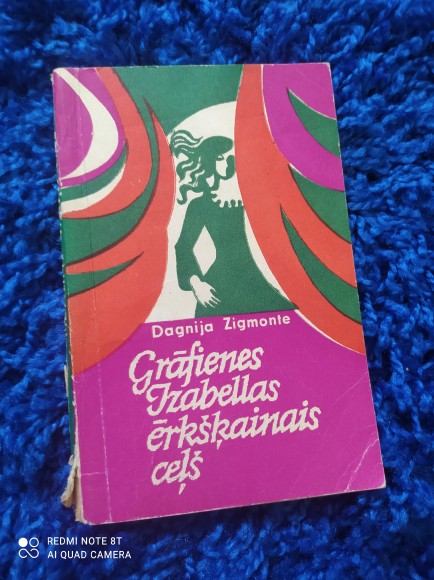 Dagnija Zigmonte
Grāfienes
Izabellas
ērkšķainais
ceļš
REDMI NOTE 8T
AI QUAD CAMERA